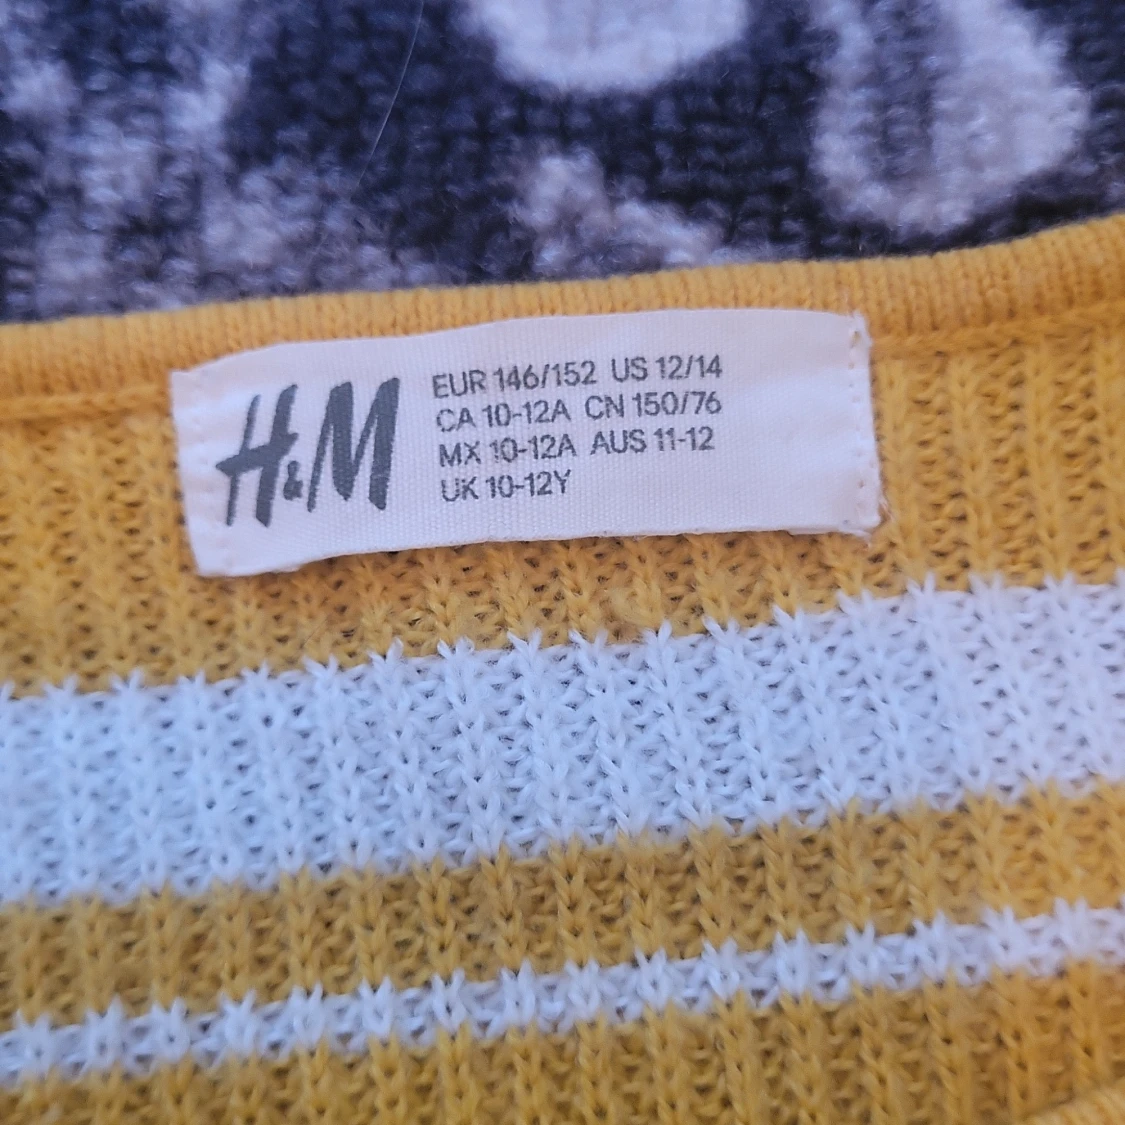 H&M
EUR 146/152 US 12/14
CA 10-12A CN 150/76
MX 10-12A AUS 11-12
UK 10-12Y